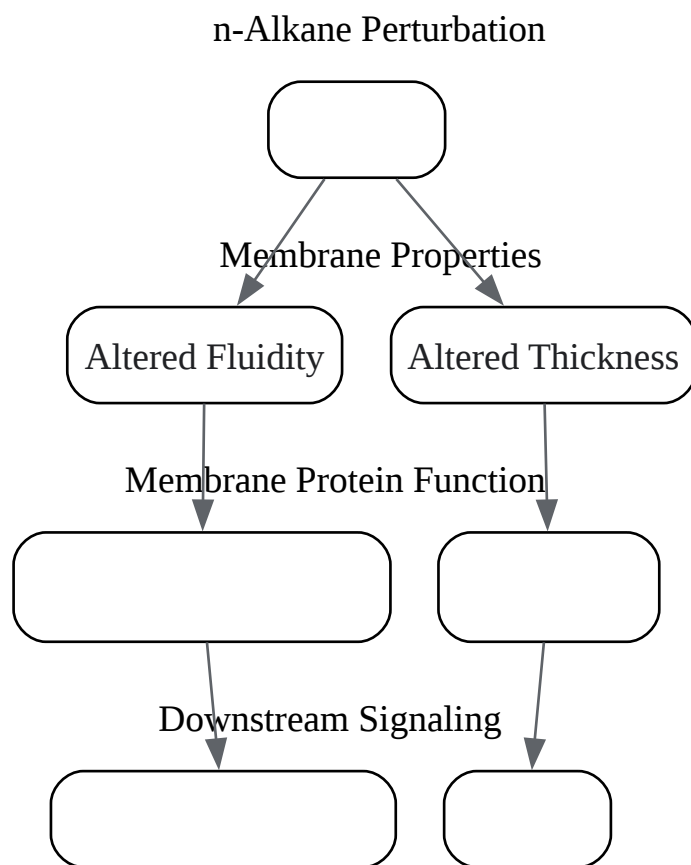 n-Alkane Perturbation
Membrane Properties
Altered Fluidity
Altered Thickness
Membrane Protein Function
Downstream Signaling